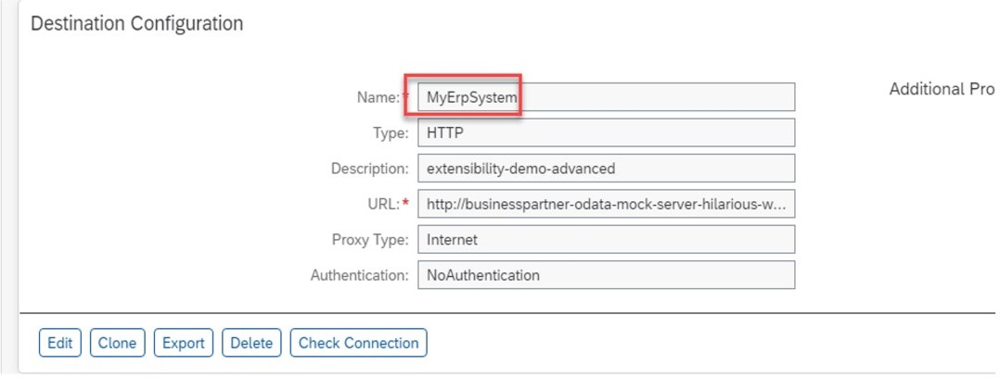 Destination Configuration
Name:* MyErpSystem
Additional Pro
Type: HTTP
Description: extensibility-demo-advanced
URL:* http://businesspartner-odata-mock-server-hilarious-w...
Proxy Type: Internet
Authentication: NoAuthentication
Edit Clone Export Delete Check Connection